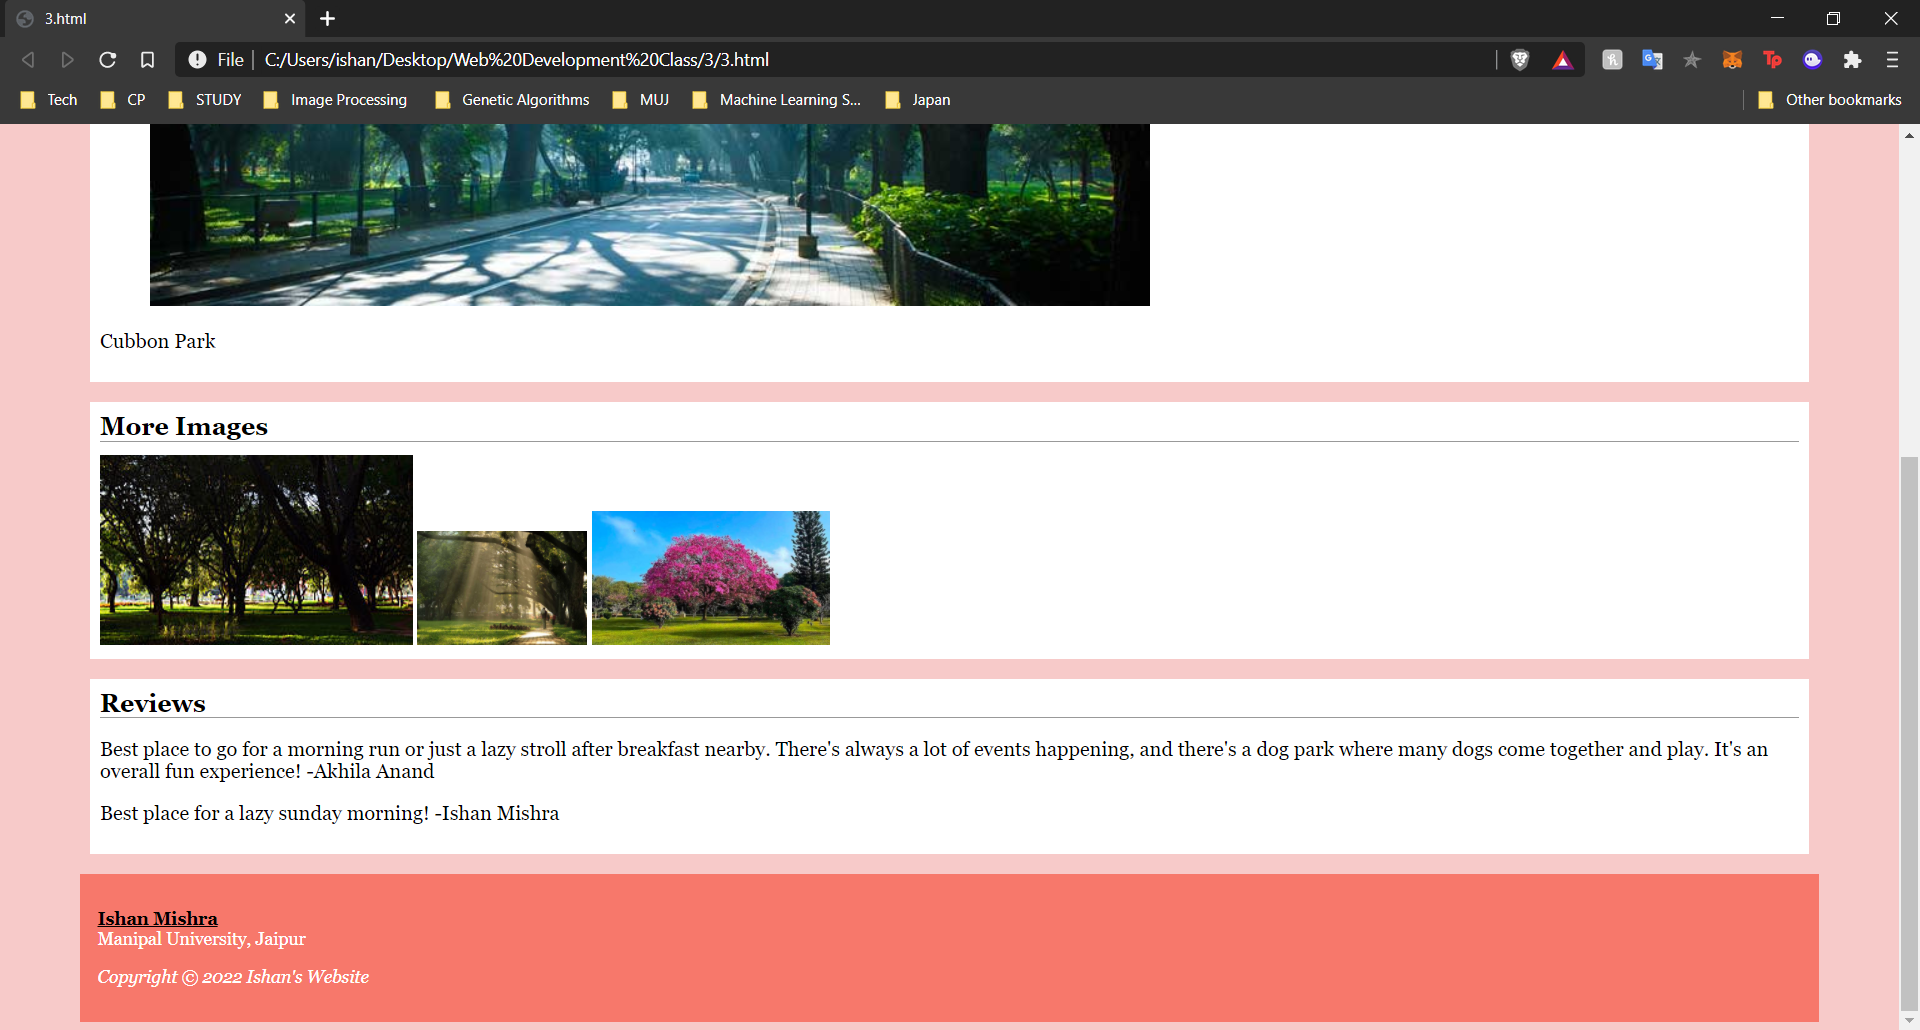 3.html
File
C:/Users/ishan/Desktop/Web%20Development%20Class/3/3.html
Tech CP STUDY Image Processing Genetic Algorithms MUJ Machine Learning S... Japan Other bookmarks
Cubbon Park
More Images
Reviews
Best place to go for a morning run or just a lazy stroll after breakfast nearby. There's always a lot of events happening, and there's a dog park where many dogs come together and play. It's an
overall fun experience! -Akhila Anand
Best place for a lazy sunday morning! -Ishan Mishra
Ishan Mishra
Manipal University, Jaipur
Copyright © 2022 Ishan's Website